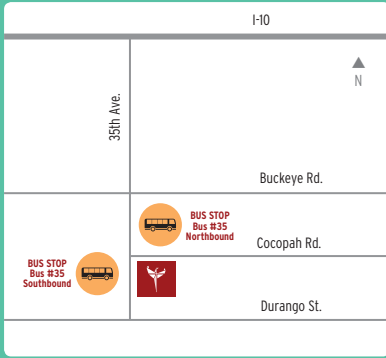 I-10
N
35th Ave.
Buckeye Rd.
BUS STOP
Bus #35
Northbound
Cocopah Rd.
BUS STOP
Bus #35
Southbound
Durango St.